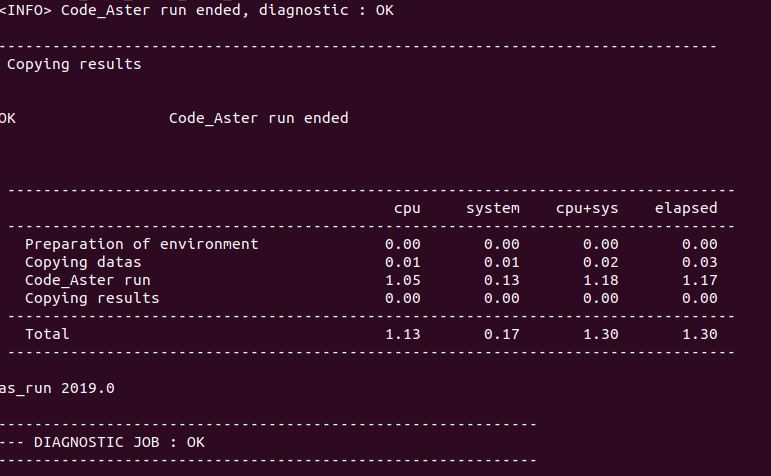 <INFO> Code_Aster run ended, diagnostic : OK
--------------------------------------------------------------------------------
Copying results
OK                 Code_Aster run ended
---------------------------------------------------------------------------------
                                           cpu     system    cpu+sys    elapsed
---------------------------------------------------------------------------------
  Preparation of environment              0.00       0.00       0.00       0.00
  Copying datas                           0.01       0.01       0.02       0.03
  Code_Aster run                          1.05       0.13       1.18       1.17
  Copying results                         0.00       0.00       0.00       0.00
---------------------------------------------------------------------------------
  Total                                   1.13       0.17       1.30       1.30
---------------------------------------------------------------------------------
as_run 2019.0
------------------------------------------------------------
--- DIAGNOSTIC JOB : OK
------------------------------------------------------------